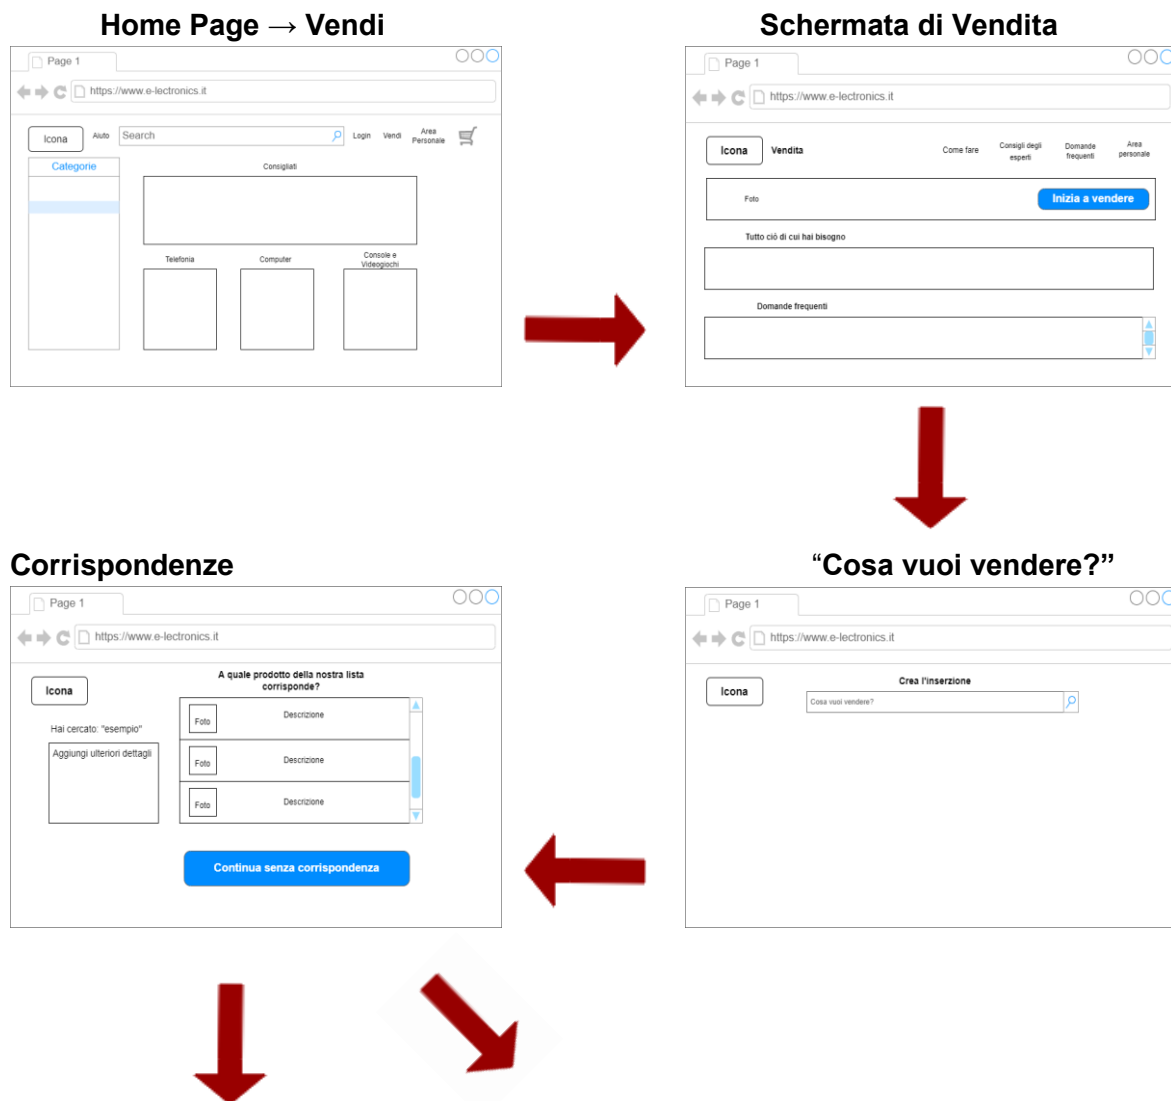 Home Page → Vendi
Page 1
https://www.e-lectronics.it
Icona
Aiuto
Search
Login
Vendi
Area
Personale
Categorie
Consigliati
Telefonia
Computer
Console e
Videogiochi
Schermata di Vendita
Page 1
https://www.e-lectronics.it
Icona
Vendita
Come fare
Consigli degli
esperti
Domande
frequenti
Area
personale
Foto
Inizia a vendere
Tutto ciò di cui hai bisogno
Domande frequenti
Corrispondenze
Page 1
https://www.e-lectronics.it
Icona
A quale prodotto della nostra lista
corrisponde?
Hai cercato: "esempio"
Aggiungi ulteriori dettagli
Foto
Descrizione
Foto
Descrizione
Foto
Descrizione
Continua senza corrispondenza
“Cosa vuoi vendere?”
Page 1
https://www.e-lectronics.it
Icona
Crea l'inserzione
Cosa vuoi vendere?